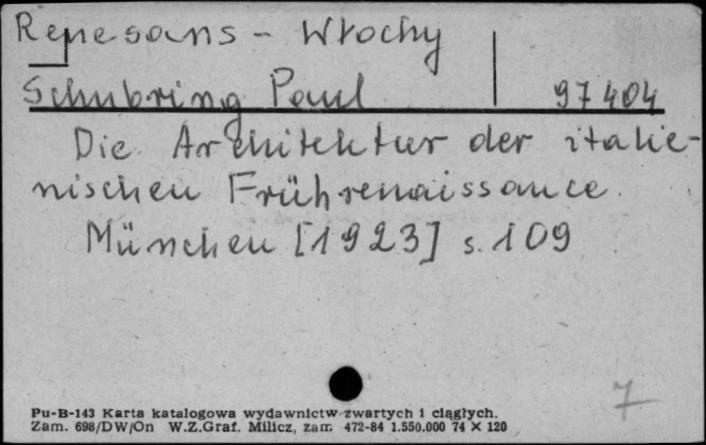 Renesans - Włochy
Schubring Paul 97404
Die Architektur der italie-
nischen Frührenaissance.
München [1923] s. 109
7
Pu-B-143 Karta katalogowa wydawnictw zwartych i ciągłych.
Zam. 698/DW/On W.Z.Graf. Milicz, zam. 472-84 1.550.000 74 X 120